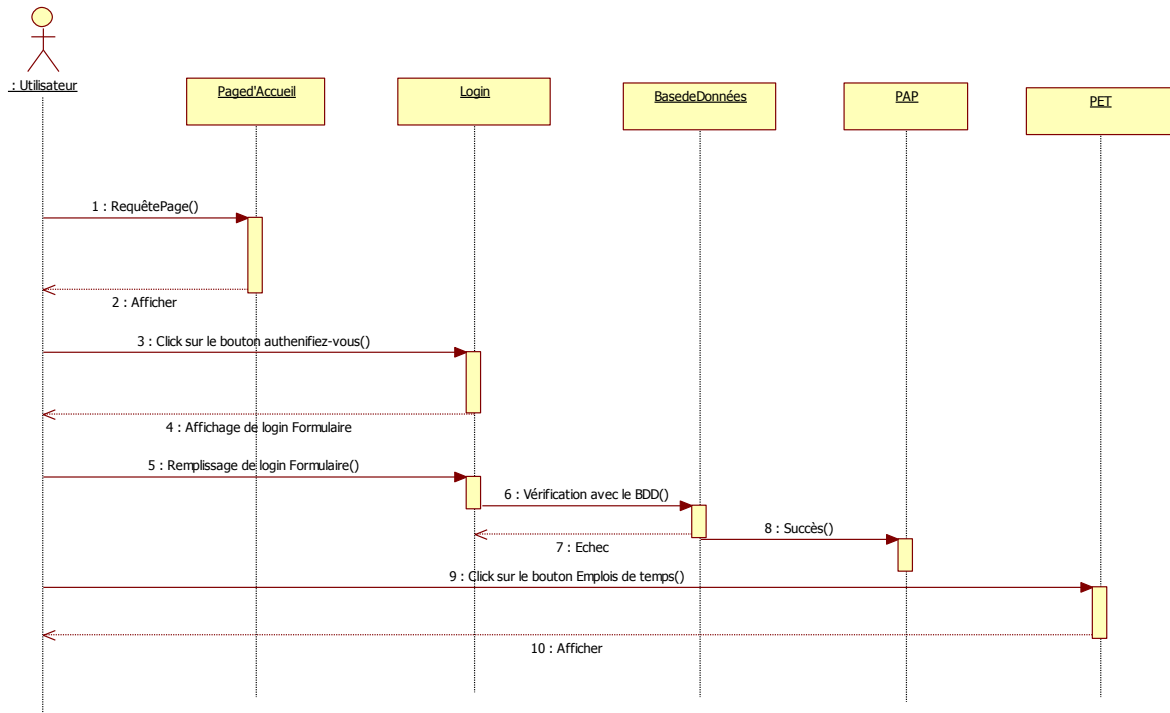 : Utilisateur
Paged'Accueil
Login
BasedeDonnées
PAP
PET
1 : RequêtePage()
2 : Afficher
3 : Click sur le bouton authenifiez-vous()
4 : Affichage de login Formulaire
5 : Remplissage de login Formulaire()
6 : Vérification avec le BDD()
7 : Echec
8 : Succès()
9 : Click sur le bouton Emplois de temps()
10 : Afficher